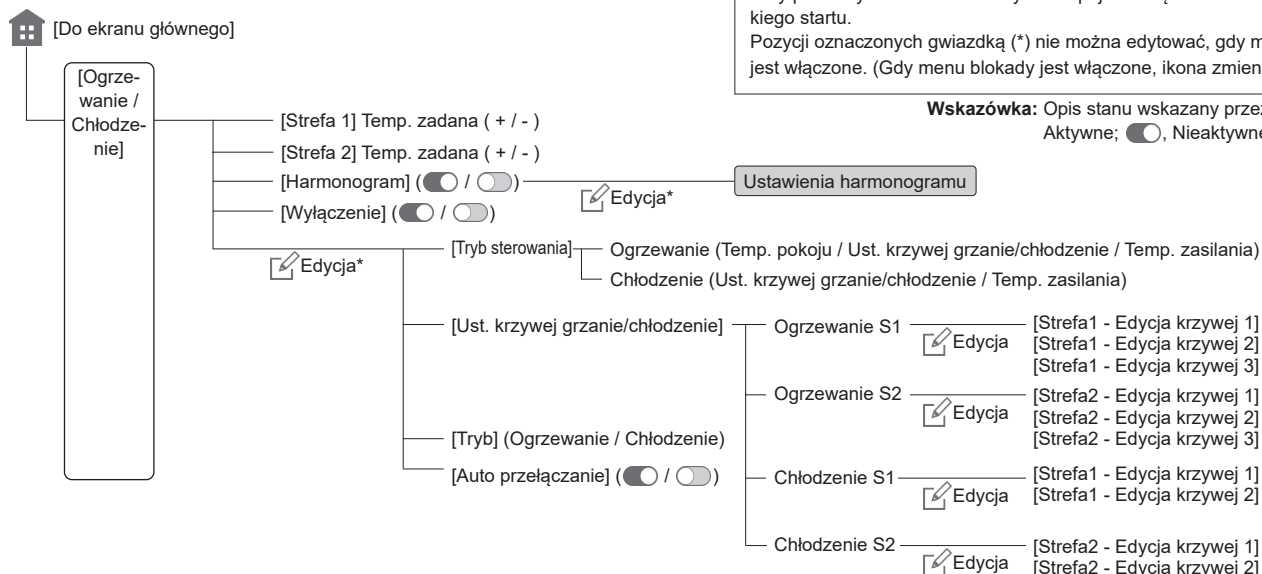 kiego startu.
Pozycji oznaczonych gwiazdką (*) nie można edytować, gdy
jest włączone. (Gdy menu blokady jest włączone, ikona
Wskazówka: Opis stanu wskazany
Aktywne; , Nieaktywne
[Do ekranu głównego]
[Ogrze-
wanie /
Chłodze-
nie]
[Strefa 1] Temp. zadana ( + / - )
[Strefa 2] Temp. zadana ( + / - )
[Harmonogram] ( / )
Edycja*
Ustawienia harmonogramu
[Wyłączenie] ( / )
Edycja*
[Tryb sterowania]
Ogrzewanie (Temp. pokoju / Ust. krzywej grzanie/chłodzenie / Temp. zasilania)
Chłodzenie (Ust. krzywej grzanie/chłodzenie / Temp. zasilania)
[Ust. krzywej grzanie/chłodzenie]
Ogrzewanie S1
Edycja
[Strefa1 - Edycja krzywej 1]
[Strefa1 - Edycja krzywej 2]
[Strefa1 - Edycja krzywej 3]
Ogrzewanie S2
Edycja
[Strefa2 - Edycja krzywej 1]
[Strefa2 - Edycja krzywej 2]
[Strefa2 - Edycja krzywej 3]
[Tryb] (Ogrzewanie / Chłodzenie)
[Auto przełączanie] ( / )
Chłodzenie S1
Edycja
[Strefa1 - Edycja krzywej 1]
[Strefa1 - Edycja krzywej 2]
Chłodzenie S2
Edycja
[Strefa2 - Edycja krzywej 1]
[Strefa2 - Edycja krzywej 2]